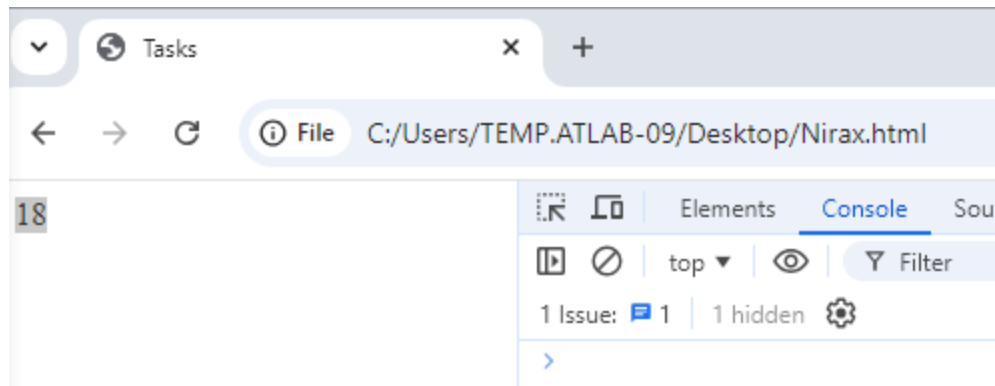 Tasks
File C:/Users/TEMP.ATLAB-09/Desktop/Nirax.html
18
Elements Console Sou
top Filter
1 Issue: 1 1 hidden